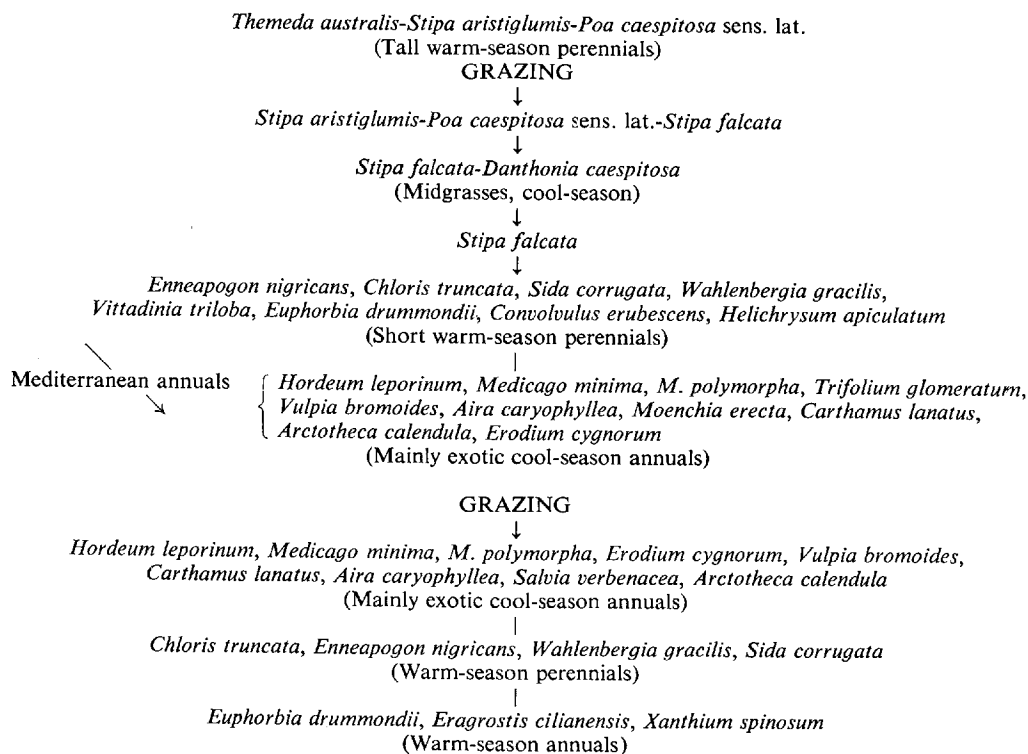 Themeda australis-Stipa aristiglumis-Poa caespitosa sens. lat.
(Tall warm-season perennials)
GRAZING
↓
Stipa aristiglumis-Poa caespitosa sens. lat.-Stipa falcata
↓
Stipa falcata-Danthonia caespitosa
(Midgrasses, cool-season)
↓
Stipa falcata
↓
Enneapogon nigricans, Chloris truncata, Sida corrugata, Wahlenbergia gracilis,
Vittadinia triloba, Euphorbia drummondii, Convolvulus erubescens, Helichrysum apiculatum
(Short warm-season perennials)
Mediterranean annuals
Hordeum leporinum, Medicago minima, M. polymorpha, Trifolium glomeratum,
Vulpia bromoides, Aira caryophyllea, Moenchia erecta, Carthamus lanatus,
Arctotheca calendula, Erodium cygnorum
(Mainly exotic cool-season annuals)
GRAZING
↓
Hordeum leporinum, Medicago minima, M. polymorpha, Erodium cygnorum, Vulpia bromoides,
Carthamus lanatus, Aira caryophyllea, Salvia verbenacea, Arctotheca calendula
(Mainly exotic cool-season annuals)
Chloris truncata, Enneapogon nigricans, Wahlenbergia gracilis, Sida corrugata
(Warm-season perennials)
Euphorbia drummondii, Eragrostis cilianensis, Xanthium spinosum
(Warm-season annuals)